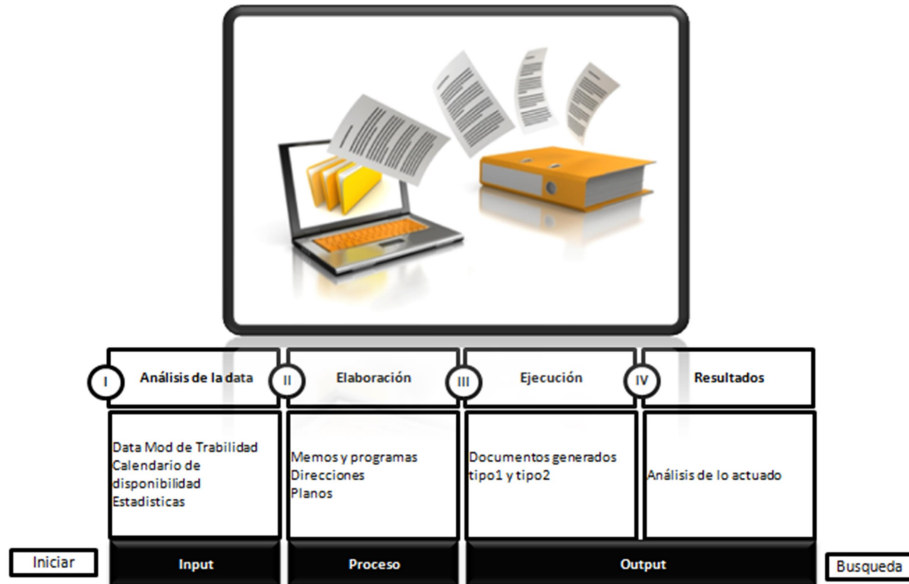 I
Análisis de la data
II
Elaboración
III
Ejecución
IV
Resultados
Data Mod de Trabilidad
Calendario de
disponibilidad
Estadisticas
Memos y programas
Direcciones
Planos
Documentos generados
tipo1 y tipo2
Análisis de lo actuado
Iniciar
Input
Proceso
Output
Busqueda